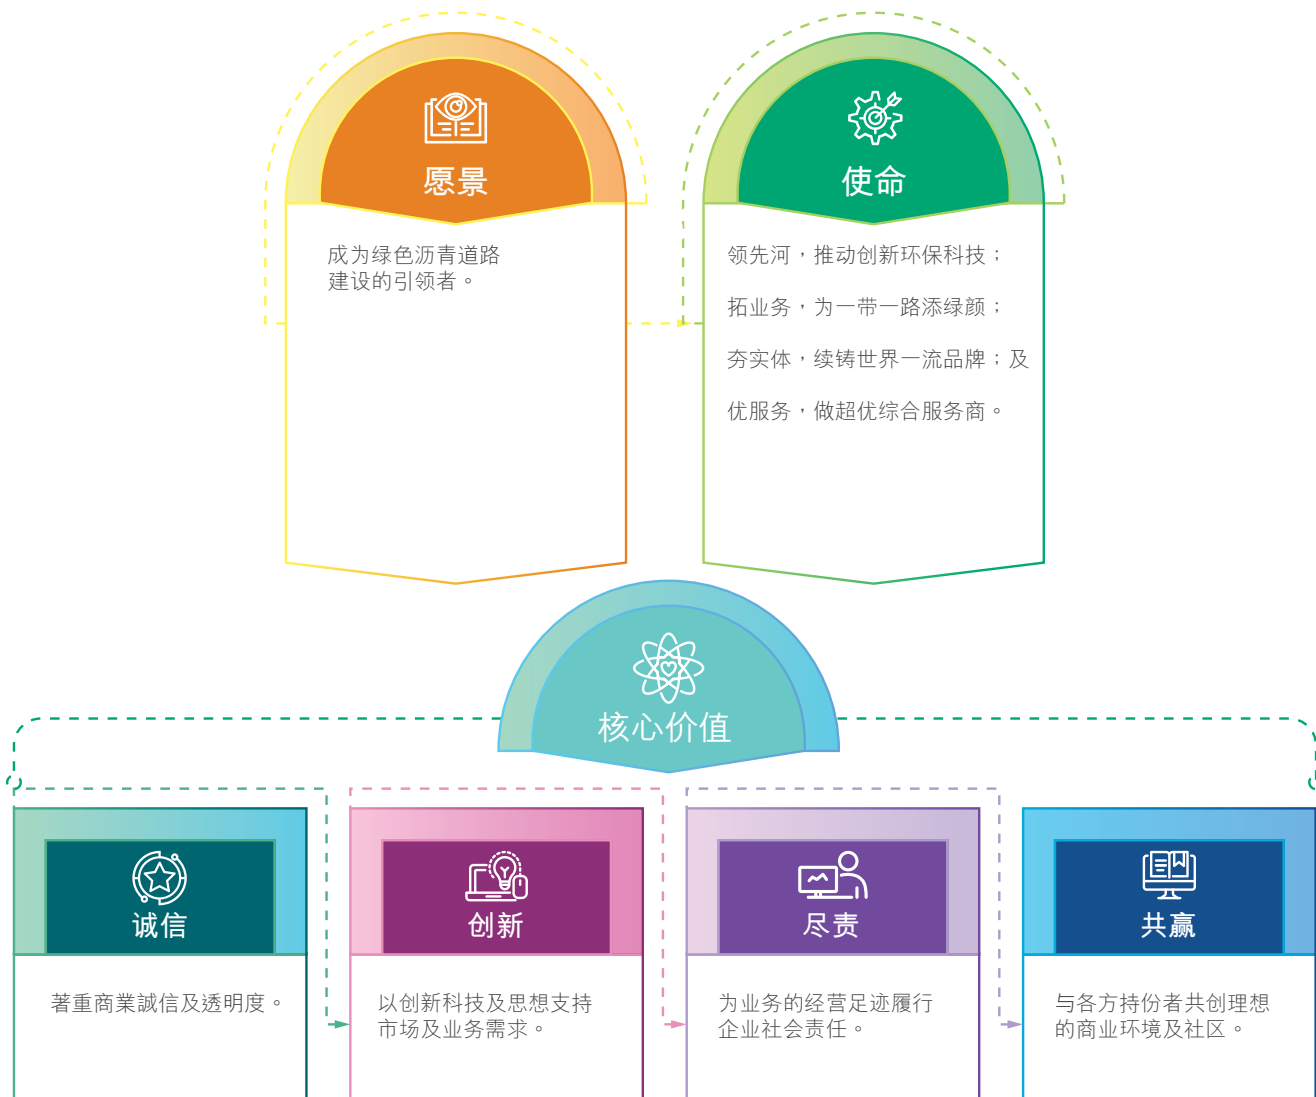 愿景
成为绿色沥青道路
建设的引领者。
使命
领先河，推动创新环保科技；
拓业务，为一带一路添绿颜；
夯实体，续铸世界一流品牌；及
优服务，做超优综合服务商。
核心价值
诚信
著重商業誠信及透明度。
创新
以创新科技及思想支持
市场及业务需求。
尽责
为业务的经营足迹履行
企业社会责任。
共赢
与各方持份者共创理想
的商业环境及社区。